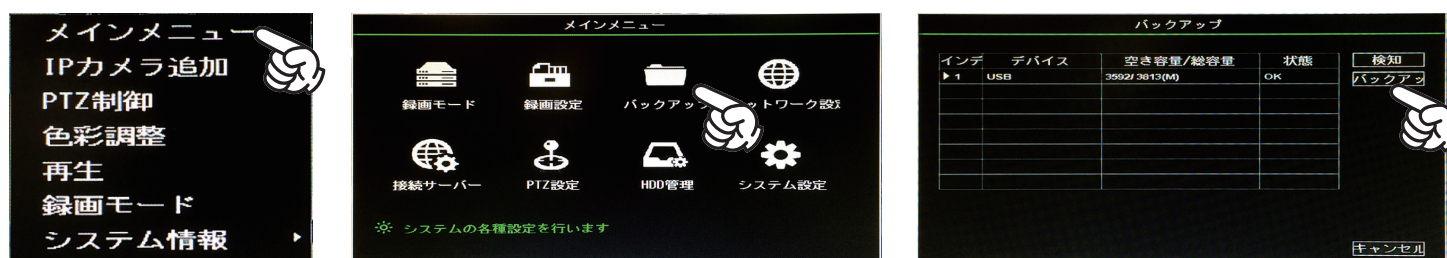 メインメニュー
IPカメラ追加
PTZ制御
色彩調整
再生
録画モード
システム情報
メインメニュー
録画モード 録画設定 バックアップ ットワーク設定
接続サーバー PTZ設定 HDD管理 システム設定
システムの各種設定を行います
バックアップ
インデ デバイス 空き容量/総容量 状態 検知
1 USB 3592/3813(M) OK バックアッ
キャンセル